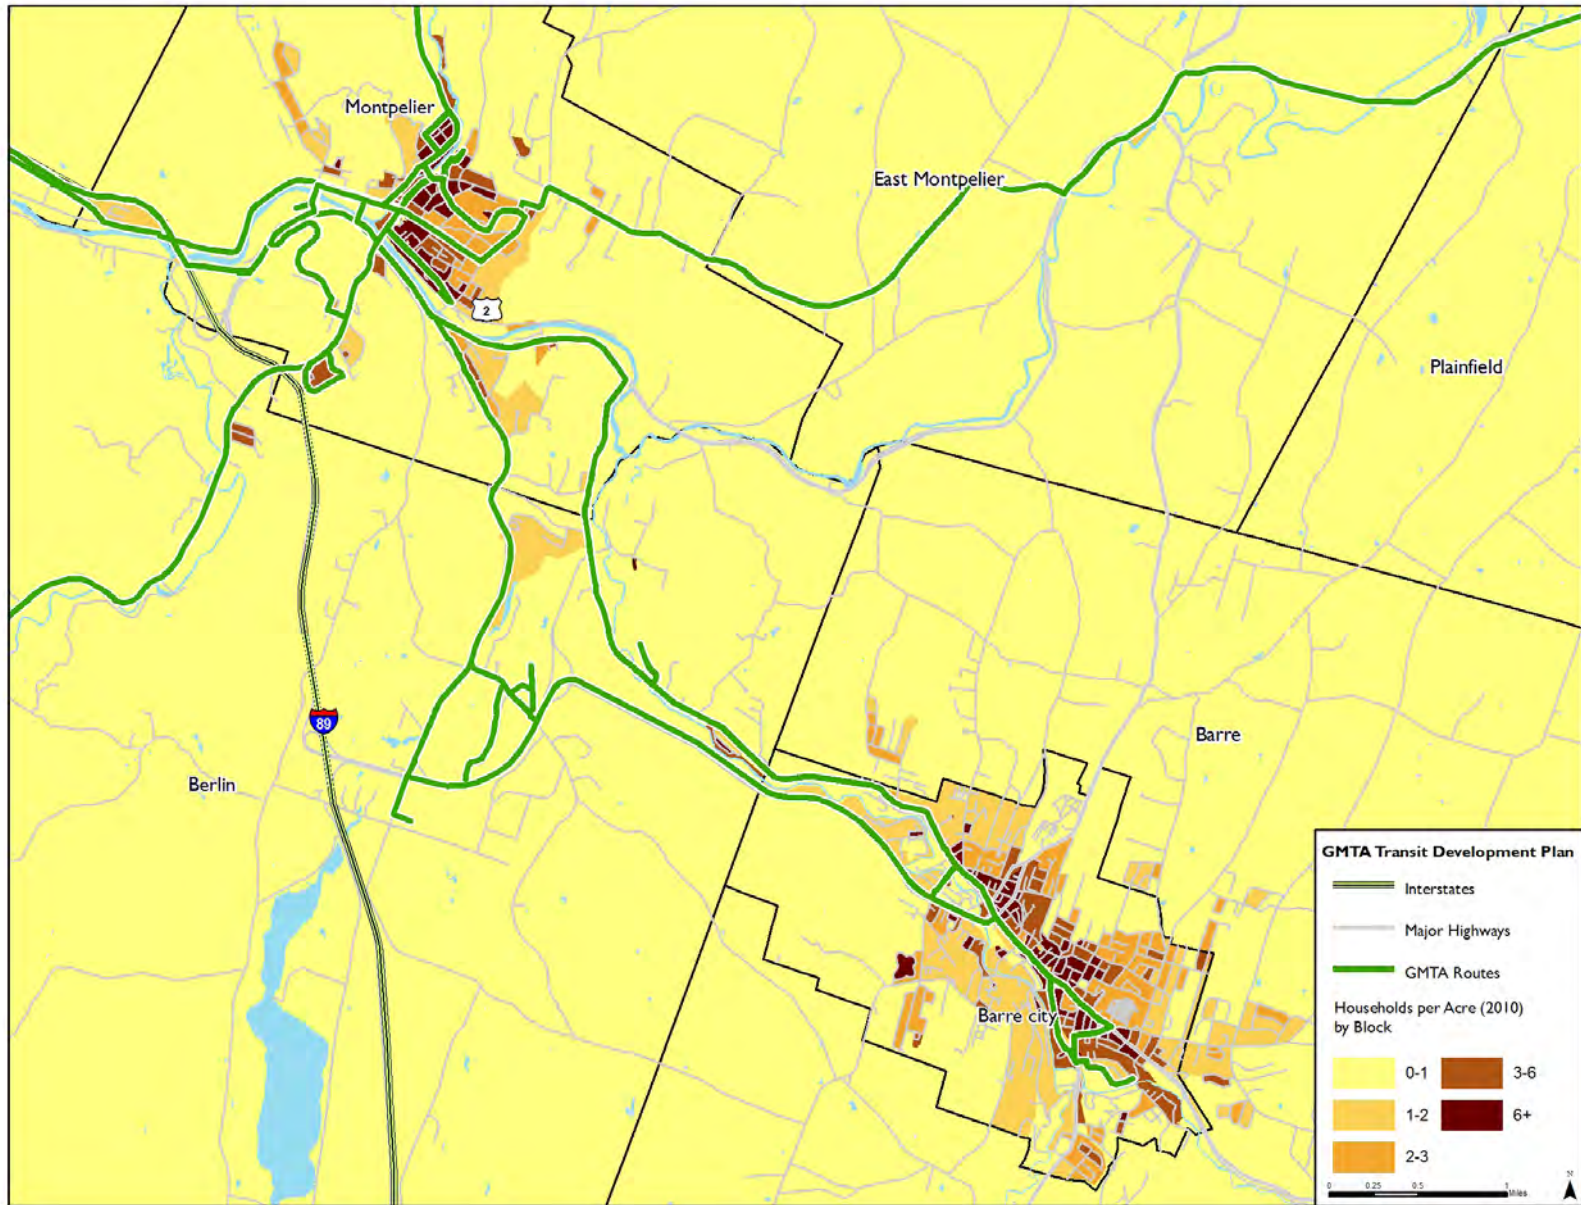 Montpelier
East Montpelier
2
Plainfield
89
Barre
Berlin
Barre city
GMTA Transit Development Plan
Interstates
Major Highways
GMTA Routes
Households per Acre (2010)
by Block
0-1 3-6
1-2 6+
2-3
N
0 0.25 0.5 1
Miles